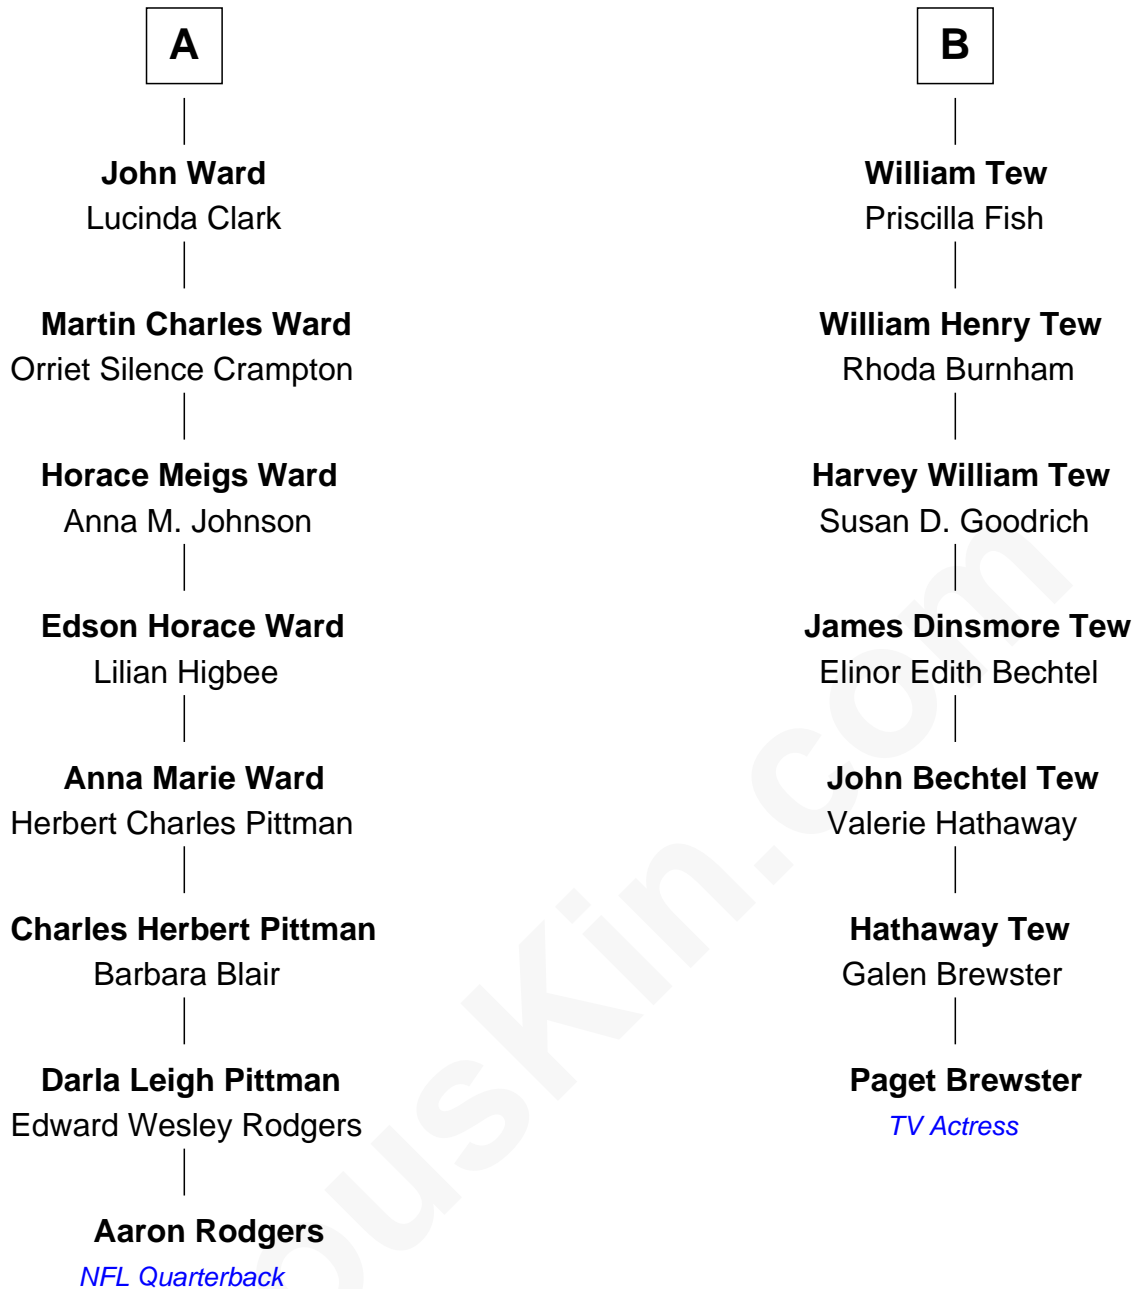 A
John Ward
Lucinda Clark
Martin Charles Ward
Orriet Silence Crampton
Horace Meigs Ward
Anna M. Johnson
Edson Horace Ward
Lilian Higbee
Anna Marie Ward
Herbert Charles Pittman
Charles Herbert Pittman
Barbara Blair
Darla Leigh Pittman
Edward Wesley Rodgers
Aaron Rodgers
NFL Quarterback
B
William Tew
Priscilla Fish
William Henry Tew
Rhoda Burnham
Harvey William Tew
Susan D. Goodrich
James Dinsmore Tew
Elinor Edith Bechtel
John Bechtel Tew
Valerie Hathaway
Hathaway Tew
Galen Brewster
Paget Brewster
TV Actress
ousKin.com